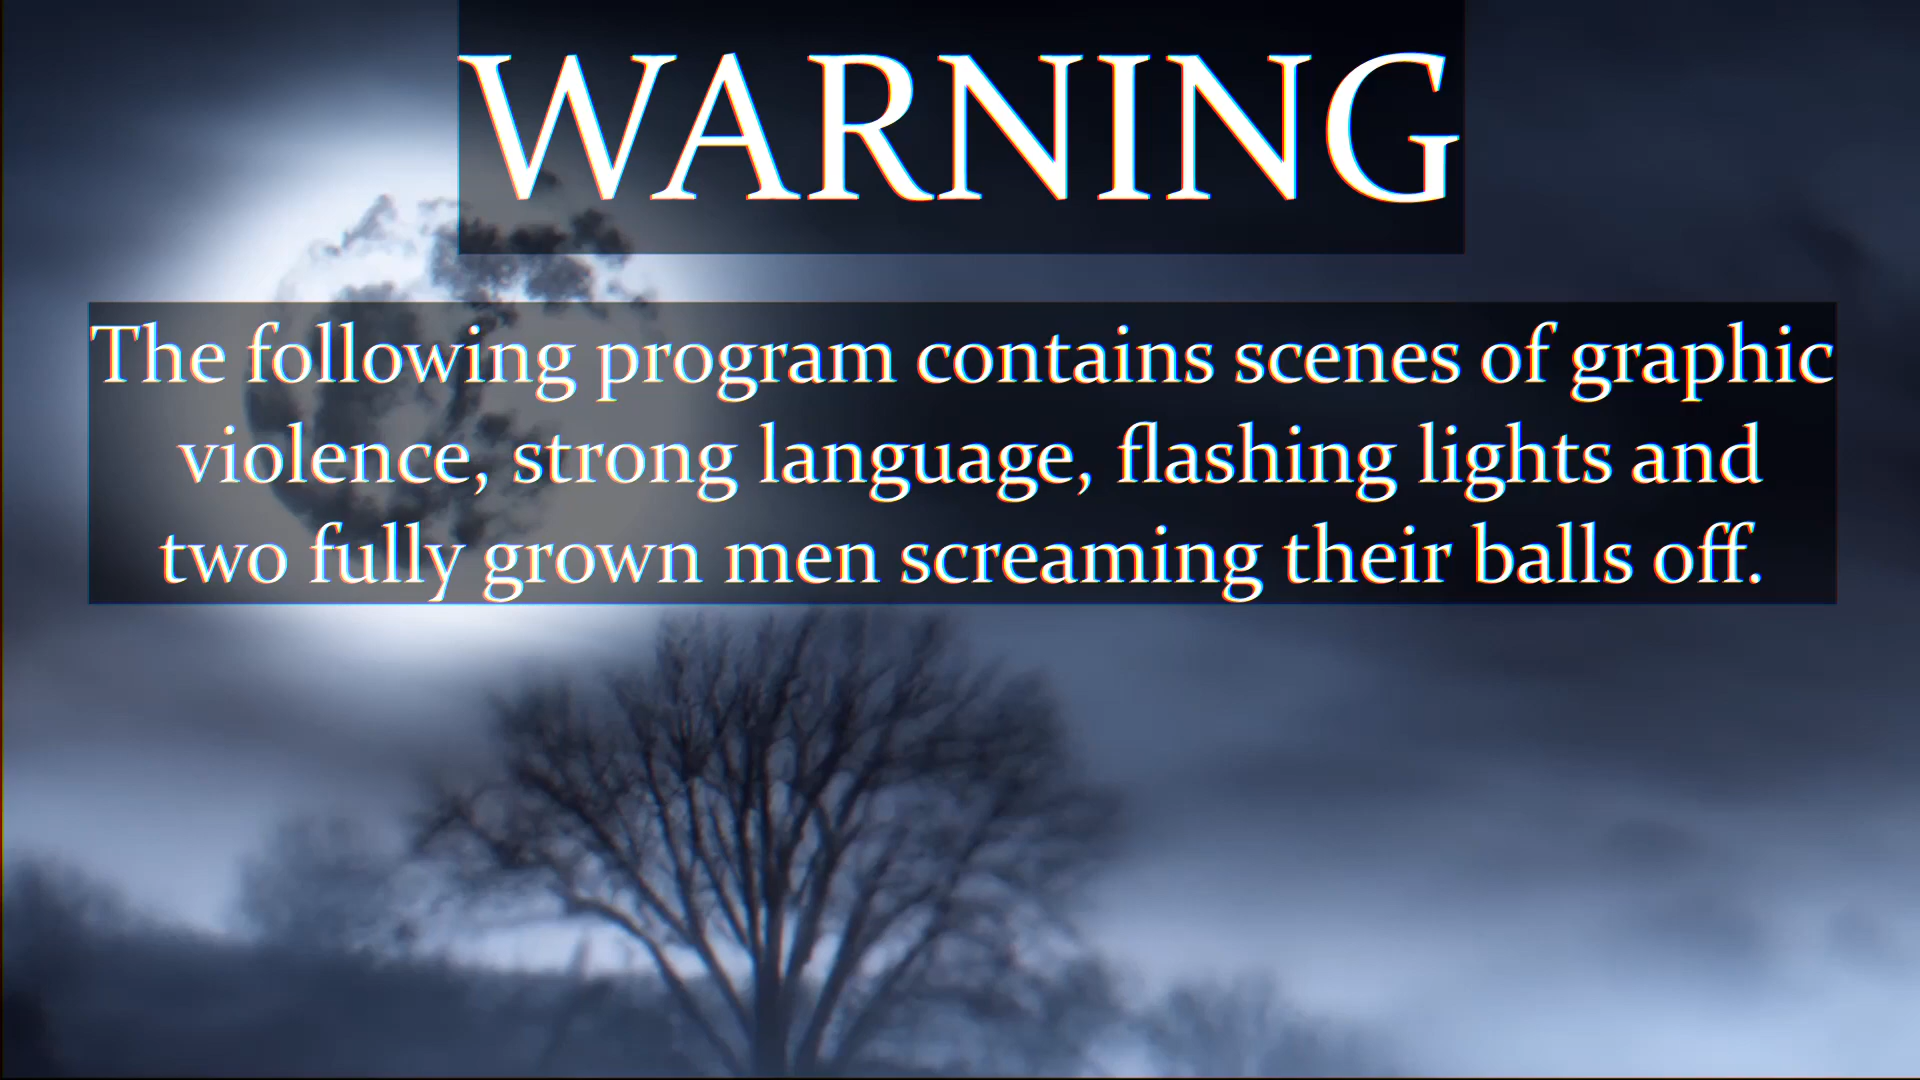 WARNING
The following program contains scenes of graphic
violence, strong language, flashing lights and
two fully grown men screaming their balls off.